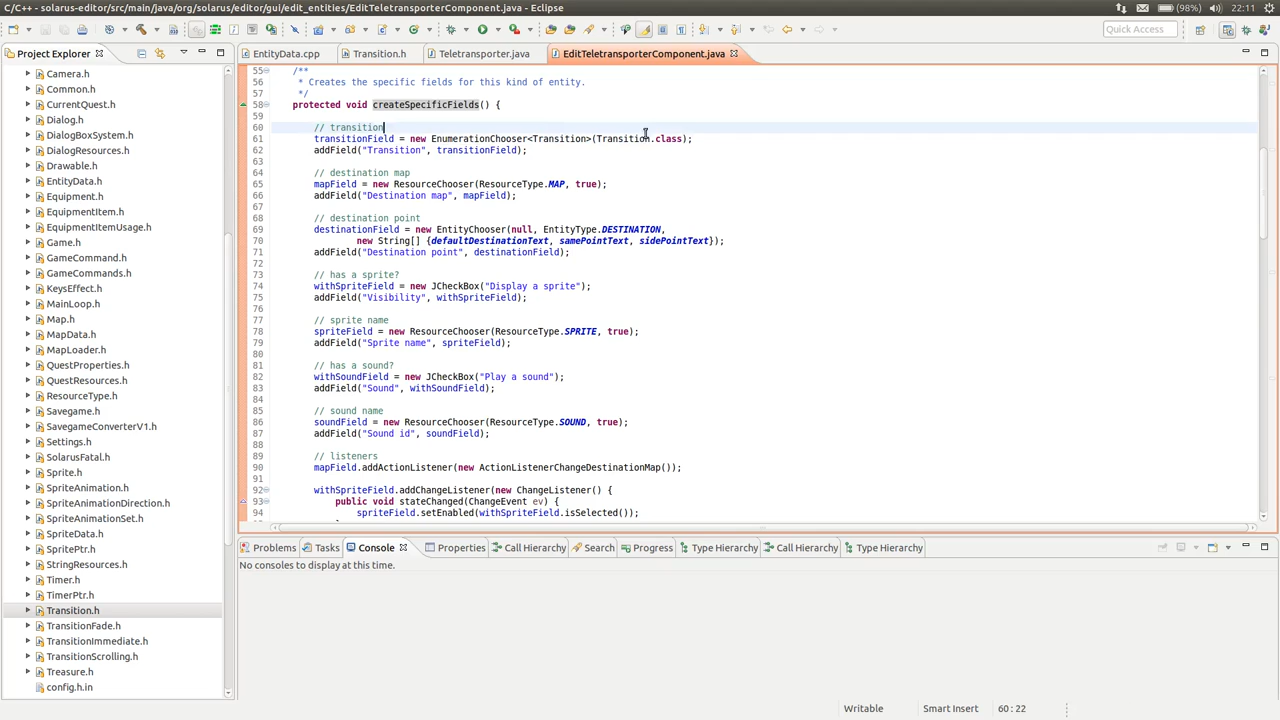 C/C++ - solarus-editor/src/main/java/org/solarus/editor/gui/edit_entities/EditTeletransporterComponent.java - Eclipse
(98%)
22:11
Quick Access
Project Explorer
EntityData.cpp
Transition.h
Teletransporter.java
EditTeletransporterComponent.java
Camera.h
Common.h
CurrentQuest.h
Dialog.h
DialogBoxSystem.h
DialogResources.h
Drawable.h
EntityData.h
Equipment.h
EquipmentItem.h
EquipmentItemUsage.h
Game.h
GameCommand.h
GameCommands.h
KeysEffect.h
MainLoop.h
Map.h
MapData.h
MapLoader.h
QuestProperties.h
QuestResources.h
ResourceType.h
Savegame.h
SavegameConverterV1.h
Settings.h
SolarusFatal.h
Sprite.h
SpriteAnimation.h
SpriteAnimationDirection.h
SpriteAnimationSet.h
SpriteData.h
SpritePtr.h
StringResources.h
Timer.h
TimerPtr.h
Transition.h
TransitionFade.h
TransitionImmediate.h
TransitionScrolling.h
Treasure.h
config.h.in
55 /**
56 * Creates the specific fields for this kind of entity.
57 */
58 protected void createSpecificFields() {
59
60 // transition
61 transitionField = new EnumerationChooser<Transition>(Transition.class);
62 addField("Transition", transitionField);
63
64 // destination map
65 mapField = new ResourceChooser(ResourceType.MAP, true);
66 addField("Destination map", mapField);
67
68 // destination point
69 destinationField = new EntityChooser(null, EntityType.DESTINATION,
70 new String[] {defaultDestinationText, samePointText, sidePointText});
71 addField("Destination point", destinationField);
72
73 // has a sprite?
74 withSpriteField = new JCheckBox("Display a sprite");
75 addField("Visibility", withSpriteField);
76
77 // sprite name
78 spriteField = new ResourceChooser(ResourceType.SPRITE, true);
79 addField("Sprite name", spriteField);
80
81 // has a sound?
82 withSoundField = new JCheckBox("Play a sound");
83 addField("Sound", withSoundField);
84
85 // sound name
86 soundField = new ResourceChooser(ResourceType.SOUND, true);
87 addField("Sound id", soundField);
88
89 // listeners
90 mapField.addActionListener(new ActionListenerChangeDestinationMap());
91
92 withSpriteField.addChangeListener(new ChangeListener() {
93 public void stateChanged(ChangeEvent ev) {
94 spriteField.setEnabled(withSpriteField.isSelected());
Problems
Tasks
Console
Properties
Call Hierarchy
Search
Progress
Type Hierarchy
Call Hierarchy
Type Hierarchy
No consoles to display at this time.
Writable
Smart Insert
60 : 22